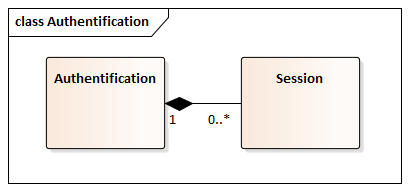 class Authentification
Authentification
Session
1
0..*